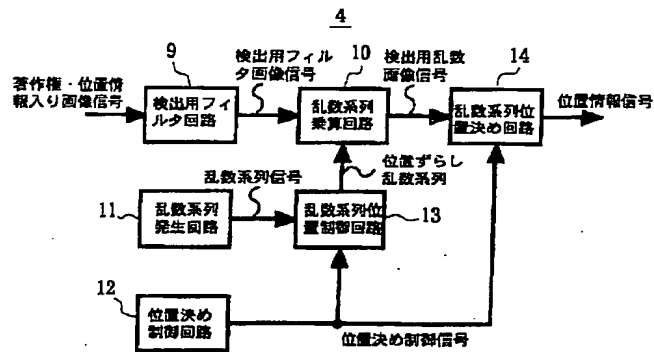 4
9
検出用フィル
タ画像信号
10
検出用乱数
画像信号
14
著作権・位置情
報入り画像信号
検出用フィ
ルタ回路
乱数系列
乗算回路
乱数系列位
置決め回路
位置情報信号
位置ずらし
乱数系列
乱数系列信号
11
乱数系列
発生回路
乱数系列位
置制御回路
13
12
位置決め
制御回路
位置決め制御信号